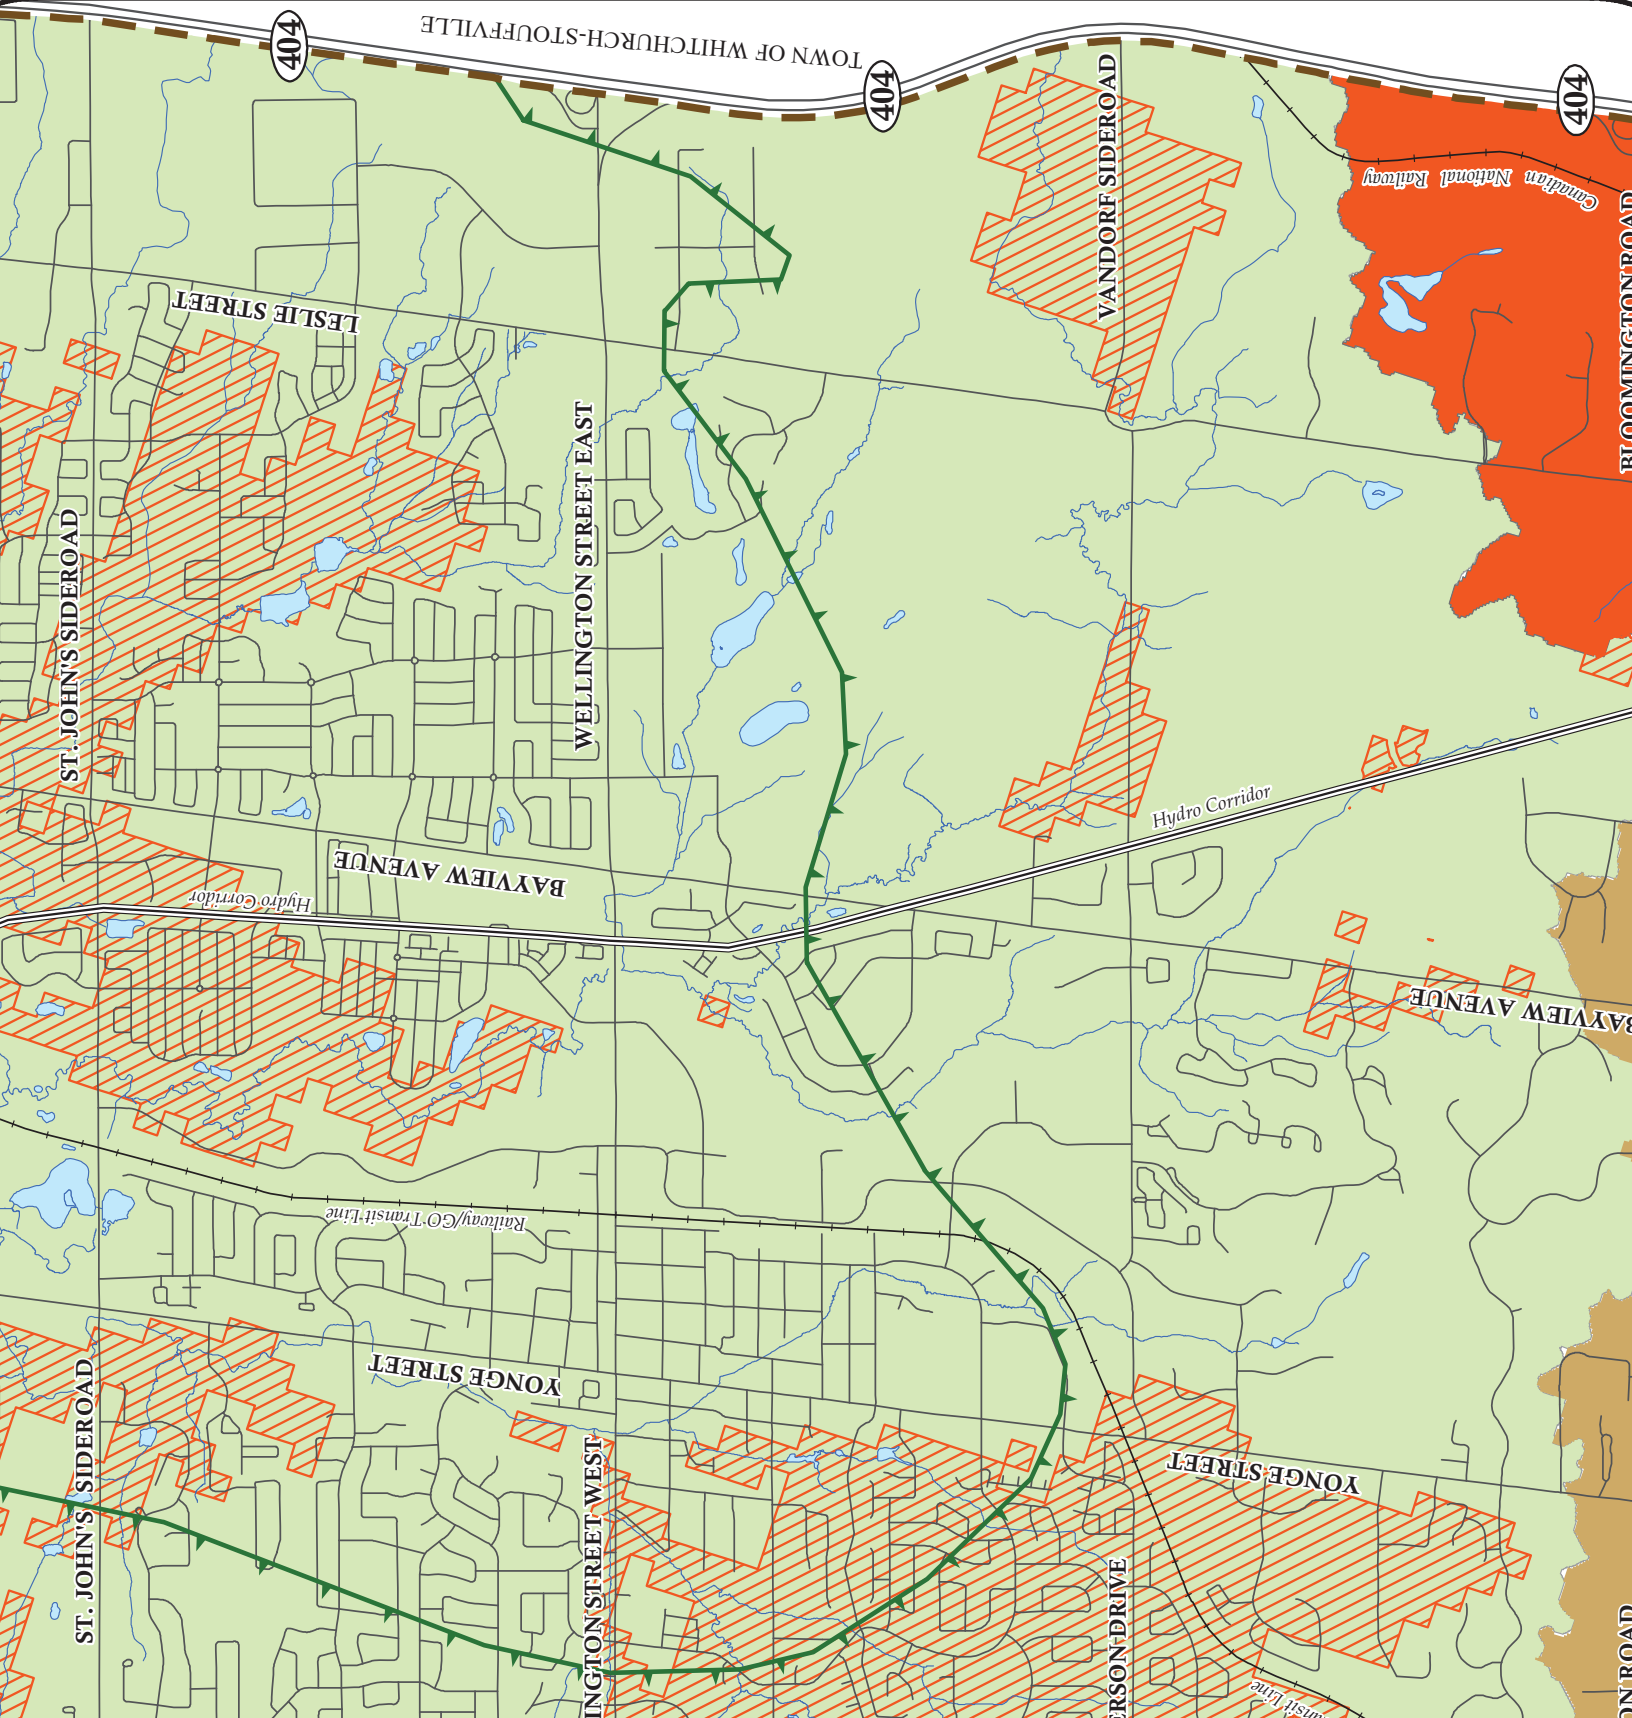 TOWN OF WHITCHURCH-STOUFFVILLE
404
404
404
VANDORF SIDEROAD
Canadian National Railway
BLOOMINGTON ROAD
LESLIE STREET
WELLINGTON STREET EAST
ST. JOHN'S SIDEROAD
Hydro Corridor
BAYVIEW AVENUE
Hydro Corridor
BAYVIEW AVENUE
Railway/GO Transit Line
YONGE STREET
ST. JOHN'S SIDEROAD
INGTON STREET WEST
YONGE STREET
ERSON DRIVE
ON ROAD
ansit Line